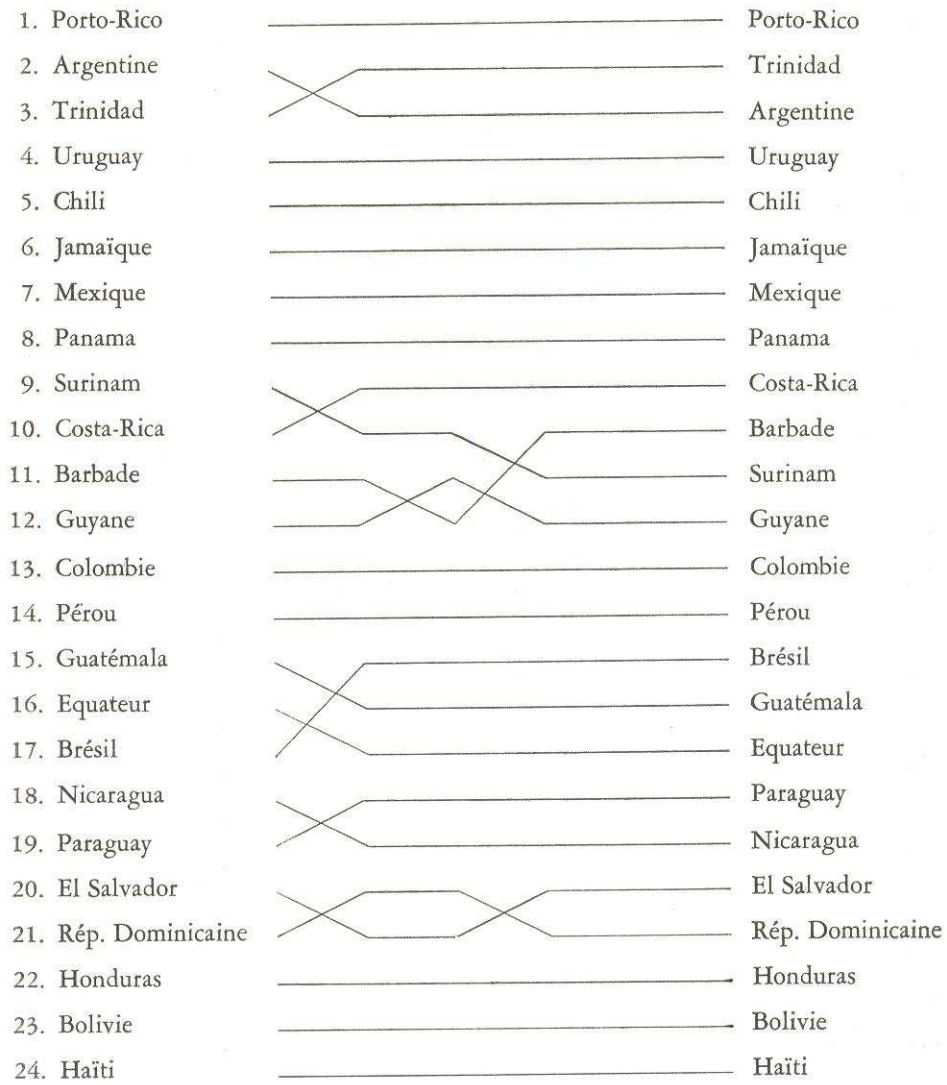 1. Porto-Rico Porto-Rico
2. Argentine Trinidad
3. Trinidad Argentine
4. Uruguay Uruguay
5. Chili Chili
6. Jamaïque Jamaïque
7. Mexique Mexique
8. Panama Panama
9. Surinam Costa-Rica
10. Costa-Rica Barbade
11. Barbade Surinam
12. Guyane Guyane
13. Colombie Colombie
14. Pérou Pérou
15. Guatémala Brésil
16. Equateur Guatémala
17. Brésil Equateur
18. Nicaragua Paraguay
19. Paraguay Nicaragua
20. El Salvador El Salvador
21. Rép. Dominicaine Rép. Dominicaine
22. Honduras Honduras
23. Bolivie Bolivie
24. Haïti Haïti